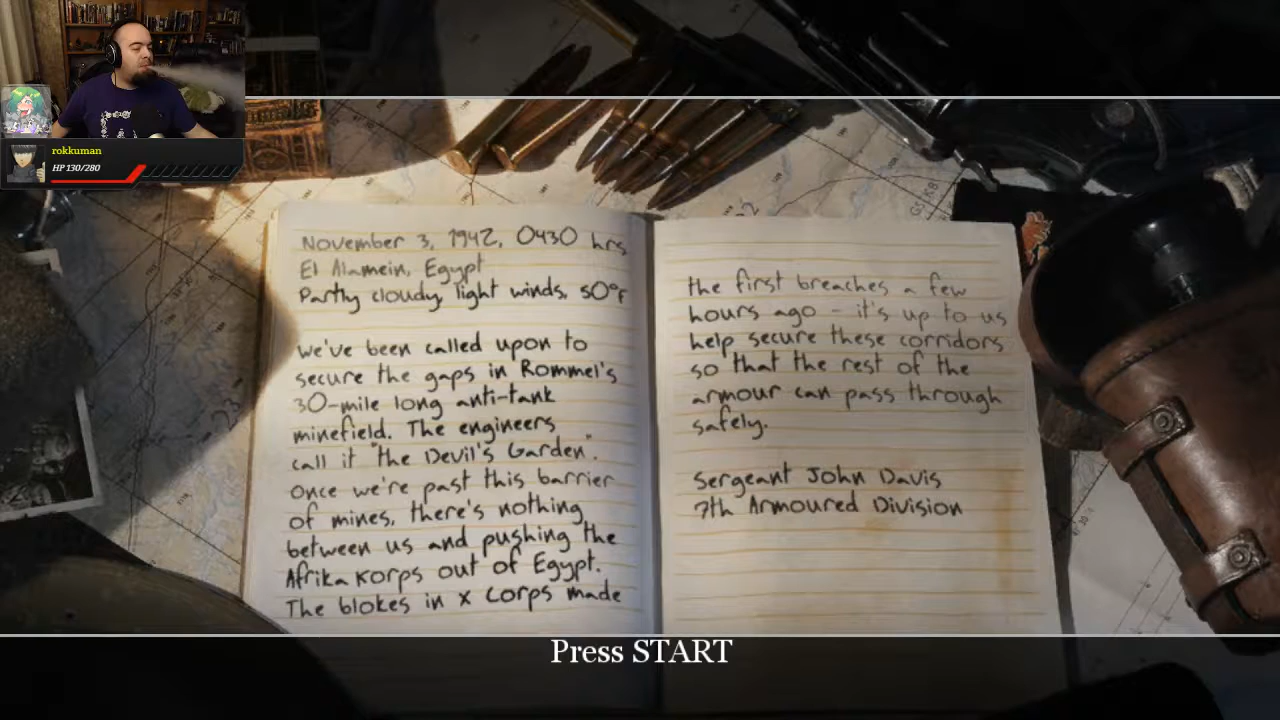 rokkuman
HP 130/280
November 3, 1942, 0430 hrs
El Alamein, Egypt
Partly cloudy, light winds, 50°F
We've been called upon to
secure the gaps in Rommel's
30-mile long anti-tank
minefield. The engineers
call it "the Devil's Garden".
Once we're past this barrier
of mines, there's nothing
between us and pushing the
Afrika Korps out of Egypt.
The blokes in X Corps made
the first breaches a few
hours ago - it's up to us
help secure these corridors
so that the rest of the
armour can pass through
safely.
Sergeant John Davis
7th Armoured Division
Press START